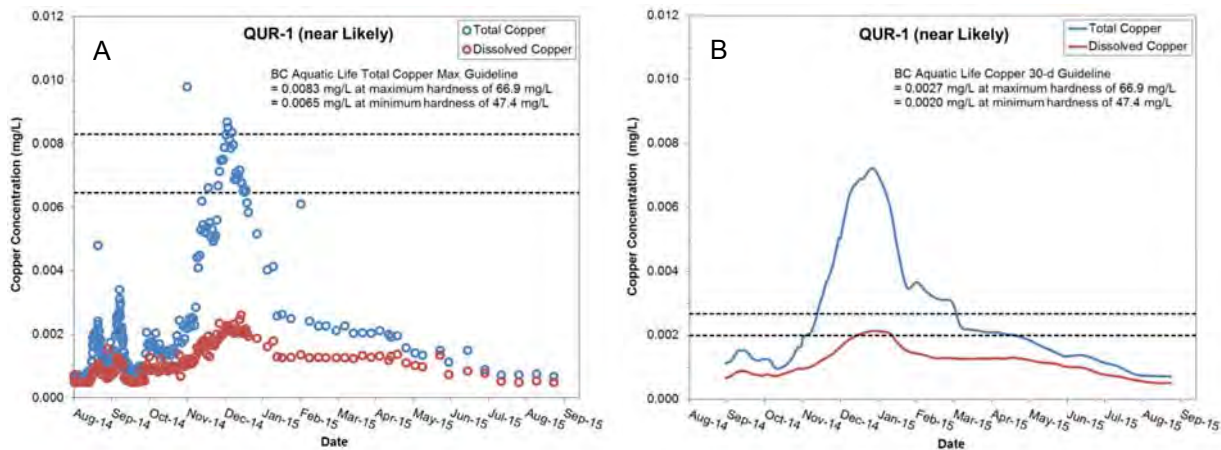 A
QUR-1 (near Likely)
Total Copper
Dissolved Copper
BC Aquatic Life Total Copper Max Guideline
= 0.0083 mg/L at maximum hardness of 66.9 mg/L
= 0.0065 mg/L at minimum hardness of 47.4 mg/L
Copper Concentration (mg/L)
0.012
0.010
0.008
0.006
0.004
0.002
0.000
Aug-14
Sep-14
Oct-14
Nov-14
Dec-14
Jan-15
Feb-15
Mar-15
Apr-15
May-15
Jun-15
Jul-15
Aug-15
Sep-15
Date
B
QUR-1 (near Likely)
Total Copper
Dissolved Copper
BC Aquatic Life Copper 30-d Guideline
= 0.0027 mg/L at maximum hardness of 66.9 mg/L
= 0.0020 mg/L at minimum hardness of 47.4 mg/L
Copper Concentration (mg/L)
0.012
0.010
0.008
0.006
0.004
0.002
0.000
Aug-14
Sep-14
Oct-14
Nov-14
Dec-14
Jan-15
Feb-15
Mar-15
Apr-15
May-15
Jun-15
Jul-15
Aug-15
Sep-15
Date